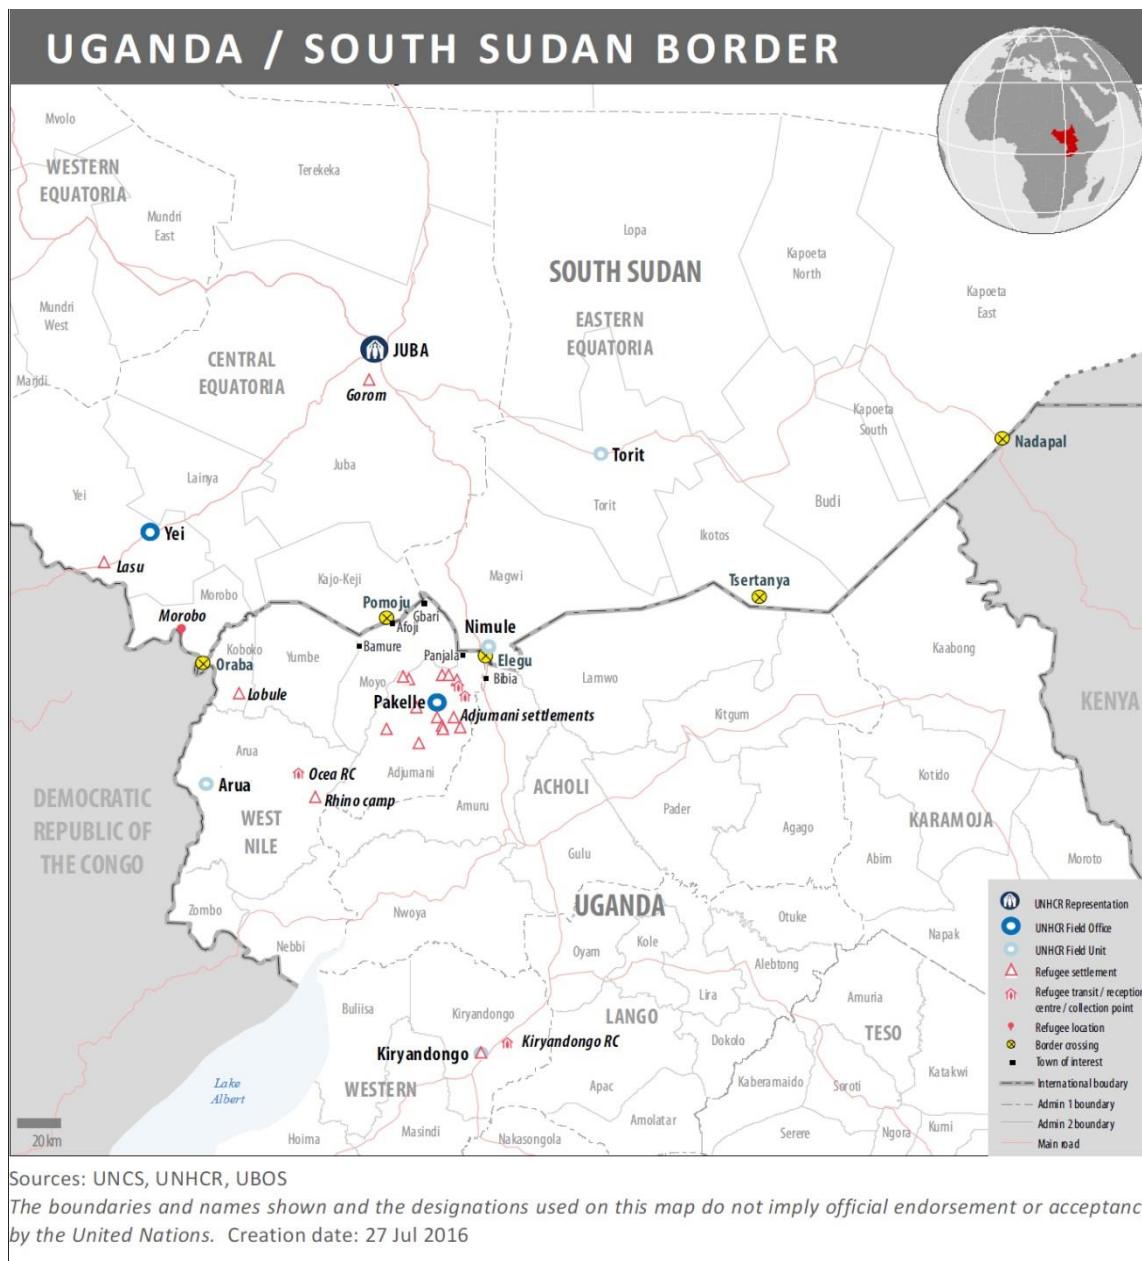 UGANDA / SOUTH SUDAN BORDER
Mvolo
WESTERN
EQUATORIA
Terekeka
Mundri
East
Lopa
Kapoeta
North
SOUTH SUDAN
Kapoeta
East
Mundri
West
EASTERN
EQUATORIA
JUBA
CENTRAL
EQUATORIA
Maridi
Gorom
Kapoeta
South
Nadapal
Torit
Juba
Lainya
Yei
Torit
Budi
Yei
Ikotos
Lasu
Magwi
Kajo-Keji
Tsertanya
Morobo
Pomoju
Gbari
Morobo
Afoji
Nimule
Koboko
Yumbe
Bamure
Panjala
Elegu
Oraba
Kaabong
Bibia
Lamwo
Moyo
Lobule
Pakelle
KENYA
Adjumani settlements
Kitgum
Arua
Ocea RC
Adjumani
Kotido
Arua
ACHOLI
DEMOCRATIC
REPUBLIC OF
THE CONGO
Rhino camp
Amuru
WEST
NILE
Pader
KARAMOJA
Agago
Gulu
Abim
Moroto
UGANDA
Zombo
Nwoya
Otuke
Napak
Nebbi
Kole
Oyam
Alebtong
Lira
Amuria
Buliisa
Kiryandongo
LANGO
TESO
Kiryandongo
Kiryandongo RC
Dokolo
Katakwi
WESTERN
Apac
Kaberamaido
Soroti
Lake
Albert
Amolatar
20 km
Hoima
Masindi
Nakasongola
Serere
Ngora
Kumi
UNHCR Representation
UNHCR Field Office
UNHCR Field Unit
Refugee settlement
Refugee transit / reception
centre / collection point
Refugee location
Border crossing
Town of interest
International boudary
Admin 1 boundary
Admin 2 boundary
Main road
Sources: UNCS, UNHCR, UBOS
The boundaries and names shown and the designations used on this map do not imply official endorsement or acceptanc
by the United Nations. Creation date: 27 Jul 2016